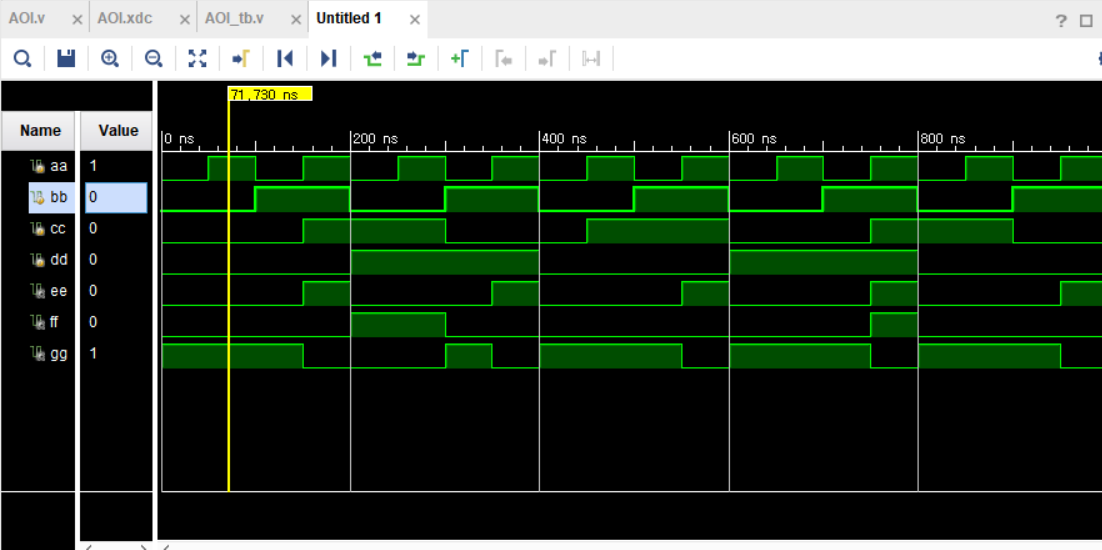 AOI.v × AOI.xdc × AOI_tb.v × Untitled 1 × ?
71,730 ns
Name Value
0 ns 200 ns 400 ns 600 ns 800 ns
aa 1
bb 0
cc 0
dd 0
ee 0
ff 0
gg 1